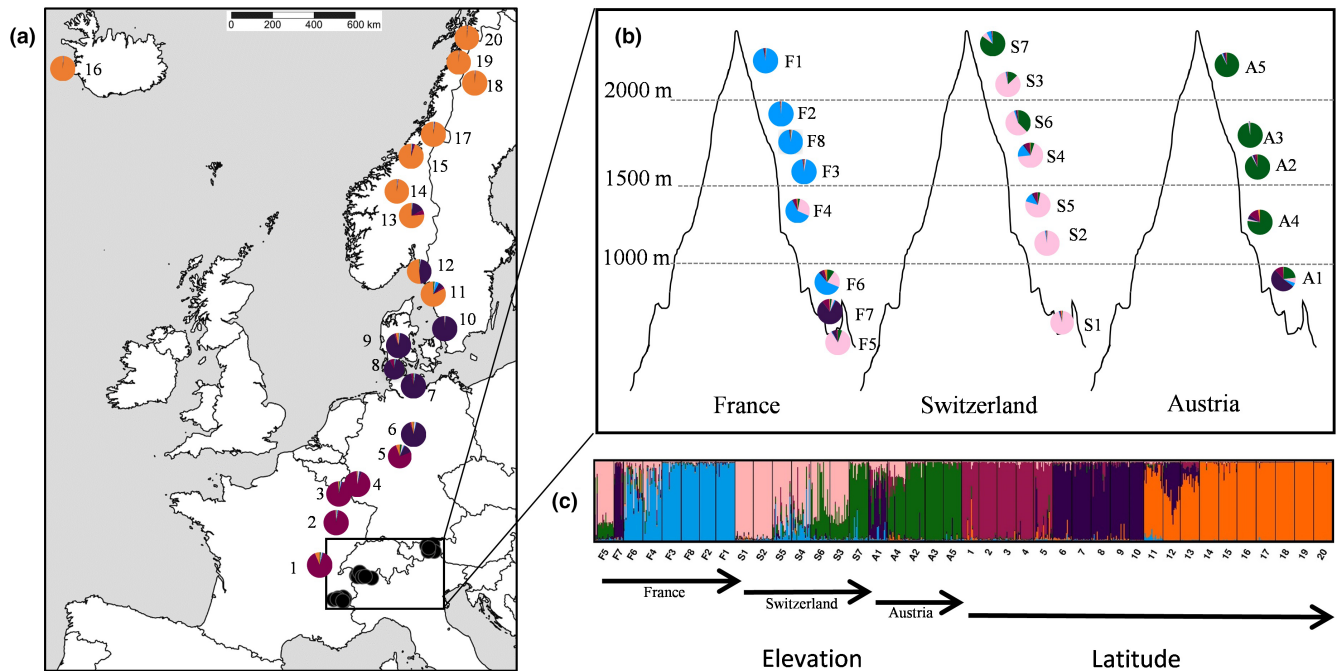 (a)
0 200 400 600 km
20
19
16
18
17
15
14
13
12
11
10
9
8
7
6
5
4
3
2
1
(b)
2000 m
1500 m
1000 m
F1
F2
F8
F3
F4
F6
F7
F5
S7
S3
S6
S4
S5
S2
S1
A5
A3
A2
A4
A1
France
Switzerland
Austria
(c)
F5 F7 F6 F4 F3 F8 F2 F1 S1 S2 S5 S4 S6 S3 S7 A1 A4 A2 A3 A5 1 2 3 4 5 6 7 8 9 10 11 12 13 14 15 16 17 18 19 20
France
Switzerland
Austria
Elevation
Latitude